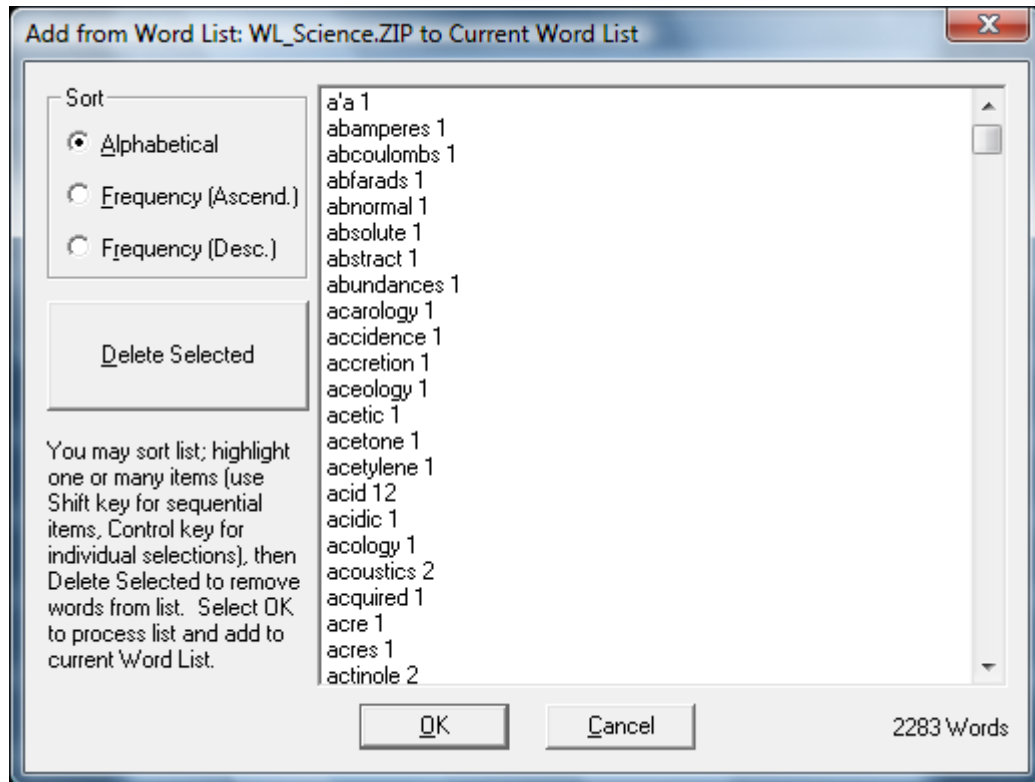 Add from Word List: WL_Science.ZIP to Current Word List
Sort
Alphabetical
Frequency (Ascend.)
Frequency (Desc.)
Delete Selected
You may sort list; highlight
one or many items (use
Shift key for sequential
items, Control key for
individual selections), then
Delete Selected to remove
words from list.  Select OK
to process list and add to
current Word List.
a'a 1
abamperes 1
abcoulombs 1
abfarads 1
abnormal 1
absolute 1
abstract 1
abundances 1
acarology 1
accidence 1
accretion 1
aceology 1
acetic 1
acetone 1
acetylene 1
acid 12
acidic 1
acology 1
acoustics 2
acquired 1
acre 1
acres 1
actinole 2
OK
Cancel
2283 Words